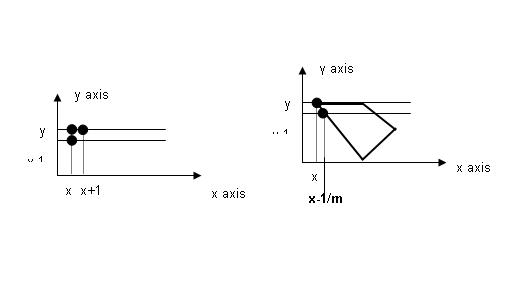 y axis
y
x x+1
x axis
y axis
y
x
x-1/m
x axis